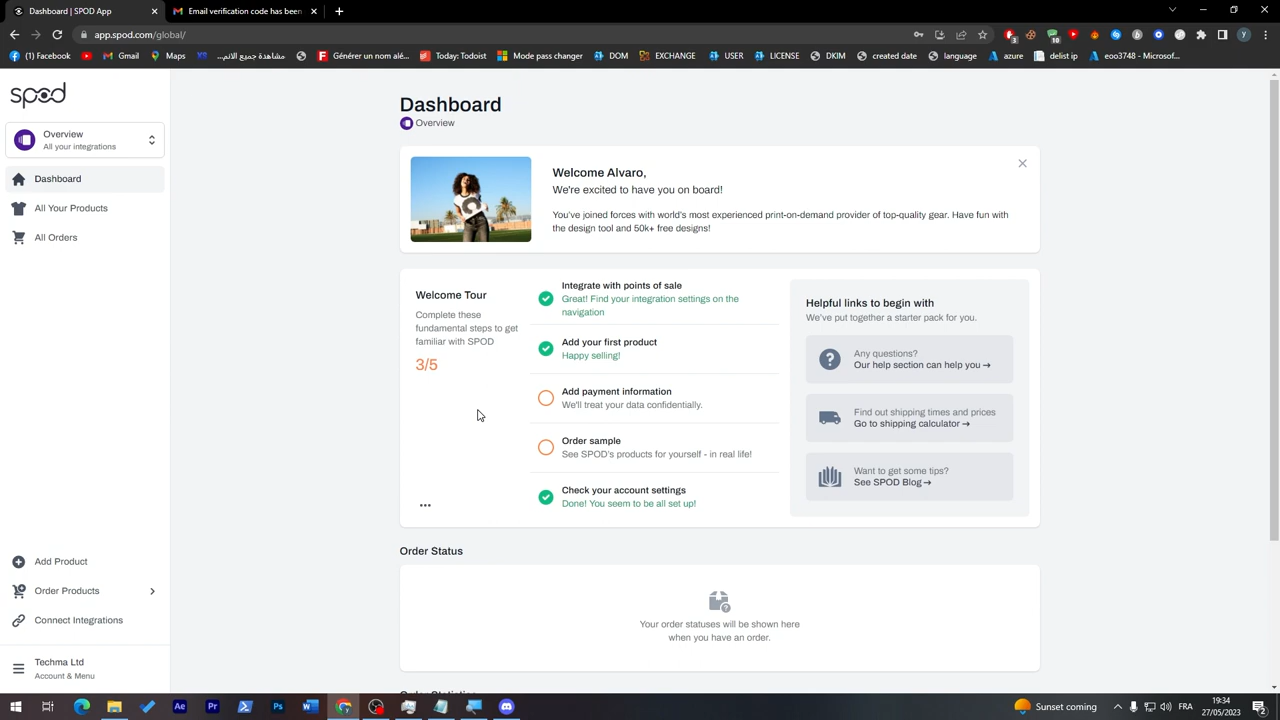 Dashboard | SPOD App
Email verification code has been
app.spod.com/global/
(1) Facebook
Gmail
Maps
مشاهدة جميع الاتص...
Générer un nom alé...
Today: Todoist
Power mode change
DOM
EXCHANGE
USER
LICENSE
DKIM
created date
language
azure
delist ip
eoo3748 - Microsof...
spod
Overview
All your integrations
Dashboard
All Your Products
All Orders
Add Product
Order Products
Connect Integrations
Techma Ltd
Account & Menu
Dashboard
Overview
Welcome Alvaro,
We're excited to have you on board!
You've joined forces with world's most experienced print-on-demand provider of top-quality gear. Have fun with
the design tool and 50k+ free designs!
Welcome Tour
Complete these
fundamental steps to get
familiar with SPOD
3/5
Integrate with points of sale
Great! Find your integration settings on the
navigation
Add your first product
Happy selling!
Add payment information
We'll treat your data confidentially.
Order sample
See SPOD's products for yourself - in real life!
Check your account settings
Done! You seem to be all set up!
Helpful links to begin with
We've put together a starter pack for you.
Any questions?
Our help section can help you →
Find out shipping times and prices
Go to shipping calculator →
Want to get some tips?
See SPOD Blog →
Order Status
Your order statuses will be shown here
when you have an order.
Sunset coming
FRA
19:34
27/05/2023